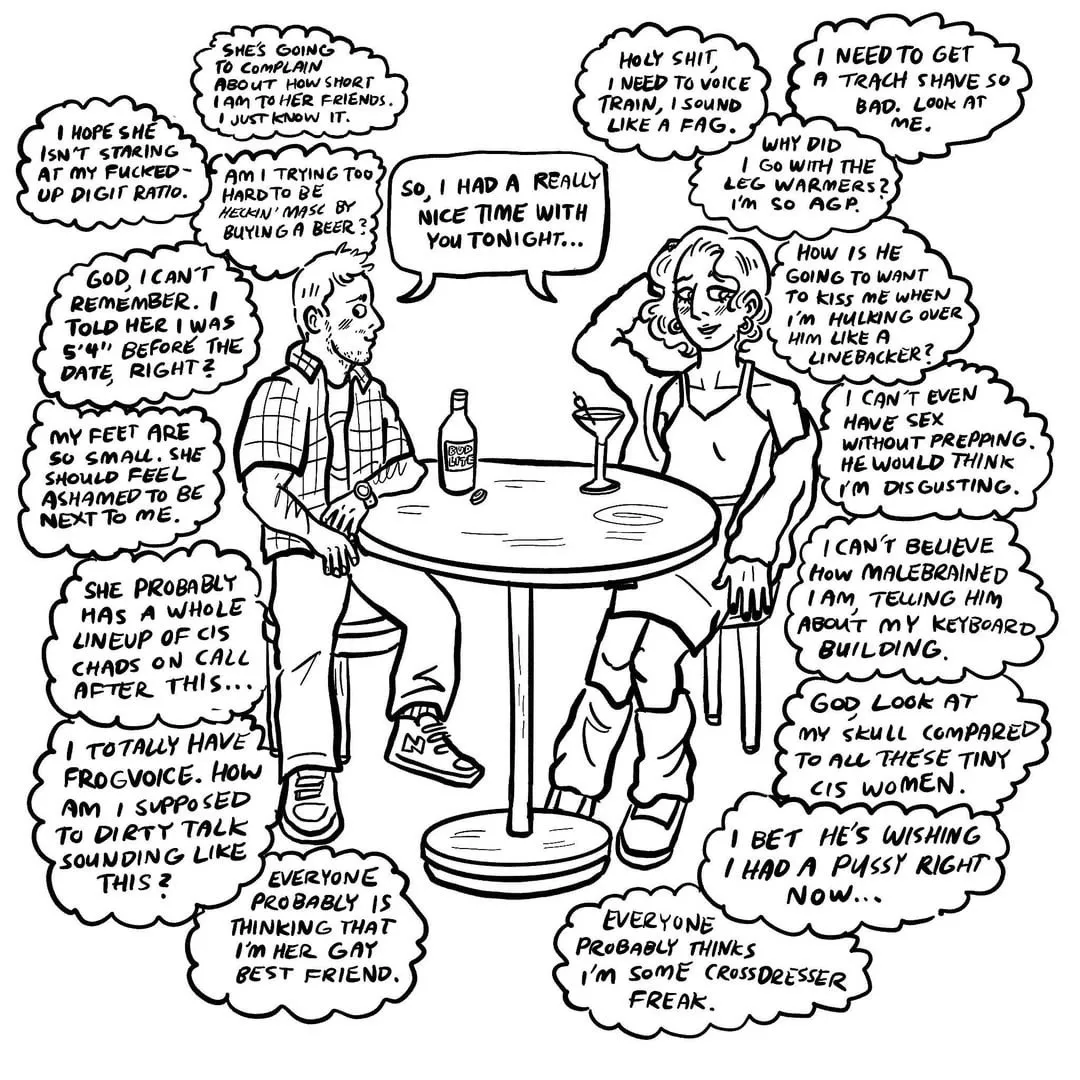 SHE'S GOING
TO COMPLAIN
ABOUT HOW SHORT
I AM TO HER FRIENDS.
I JUST KNOW IT.
I HOPE SHE
ISN'T STARING
AT MY FUCKED-
UP DIGIT RATIO.
AM I TRYING TOO
HARD TO BE
HECKIN' MASC BY
BUYING A BEER?
GOD, I CAN'T
REMEMBER. I
TOLD HER I WAS
5'4" BEFORE THE
DATE, RIGHT?
MY FEET ARE
SO SMALL. SHE
SHOULD FEEL
ASHAMED TO BE
NEXT TO ME.
SHE PROBABLY
HAS A WHOLE
LINEUP OF CIS
CHADS ON CALL
AFTER THIS...
I TOTALLY HAVE
FROGVOICE. HOW
AM I SUPPOSED
TO DIRTY TALK
SOUNDING LIKE
THIS?
EVERYONE
PROBABLY IS
THINKING THAT
I'M HER GAY
BEST FRIEND.
SO, I HAD A REALLY
NICE TIME WITH
YOU TONIGHT...
BUD
LITE
N
HOLY SHIT,
I NEED TO VOICE
TRAIN, I SOUND
LIKE A FAG.
I NEED TO GET
A TRACH SHAVE SO
BAD. LOOK AT
ME.
WHY DID
I GO WITH THE
LEG WARMERS?
I'M SO AGP.
HOW IS HE
GOING TO WANT
TO KISS ME WHEN
I'M HULKING OVER
HIM LIKE A
LINEBACKER?
I CAN'T EVEN
HAVE SEX
WITHOUT PREPPING.
HE WOULD THINK
I'M DISGUSTING.
I CAN'T BELIEVE
HOW MALEBRAINED
I AM, TELLING HIM
ABOUT MY KEYBOARD
BUILDING.
GOD, LOOK AT
MY SKULL COMPARED
TO ALL THESE TINY
CIS WOMEN.
I BET HE'S WISHING
I HAD A PUSSY RIGHT
NOW...
EVERYONE
PROBABLY THINKS
I'M SOME CROSSDRESSER
FREAK.